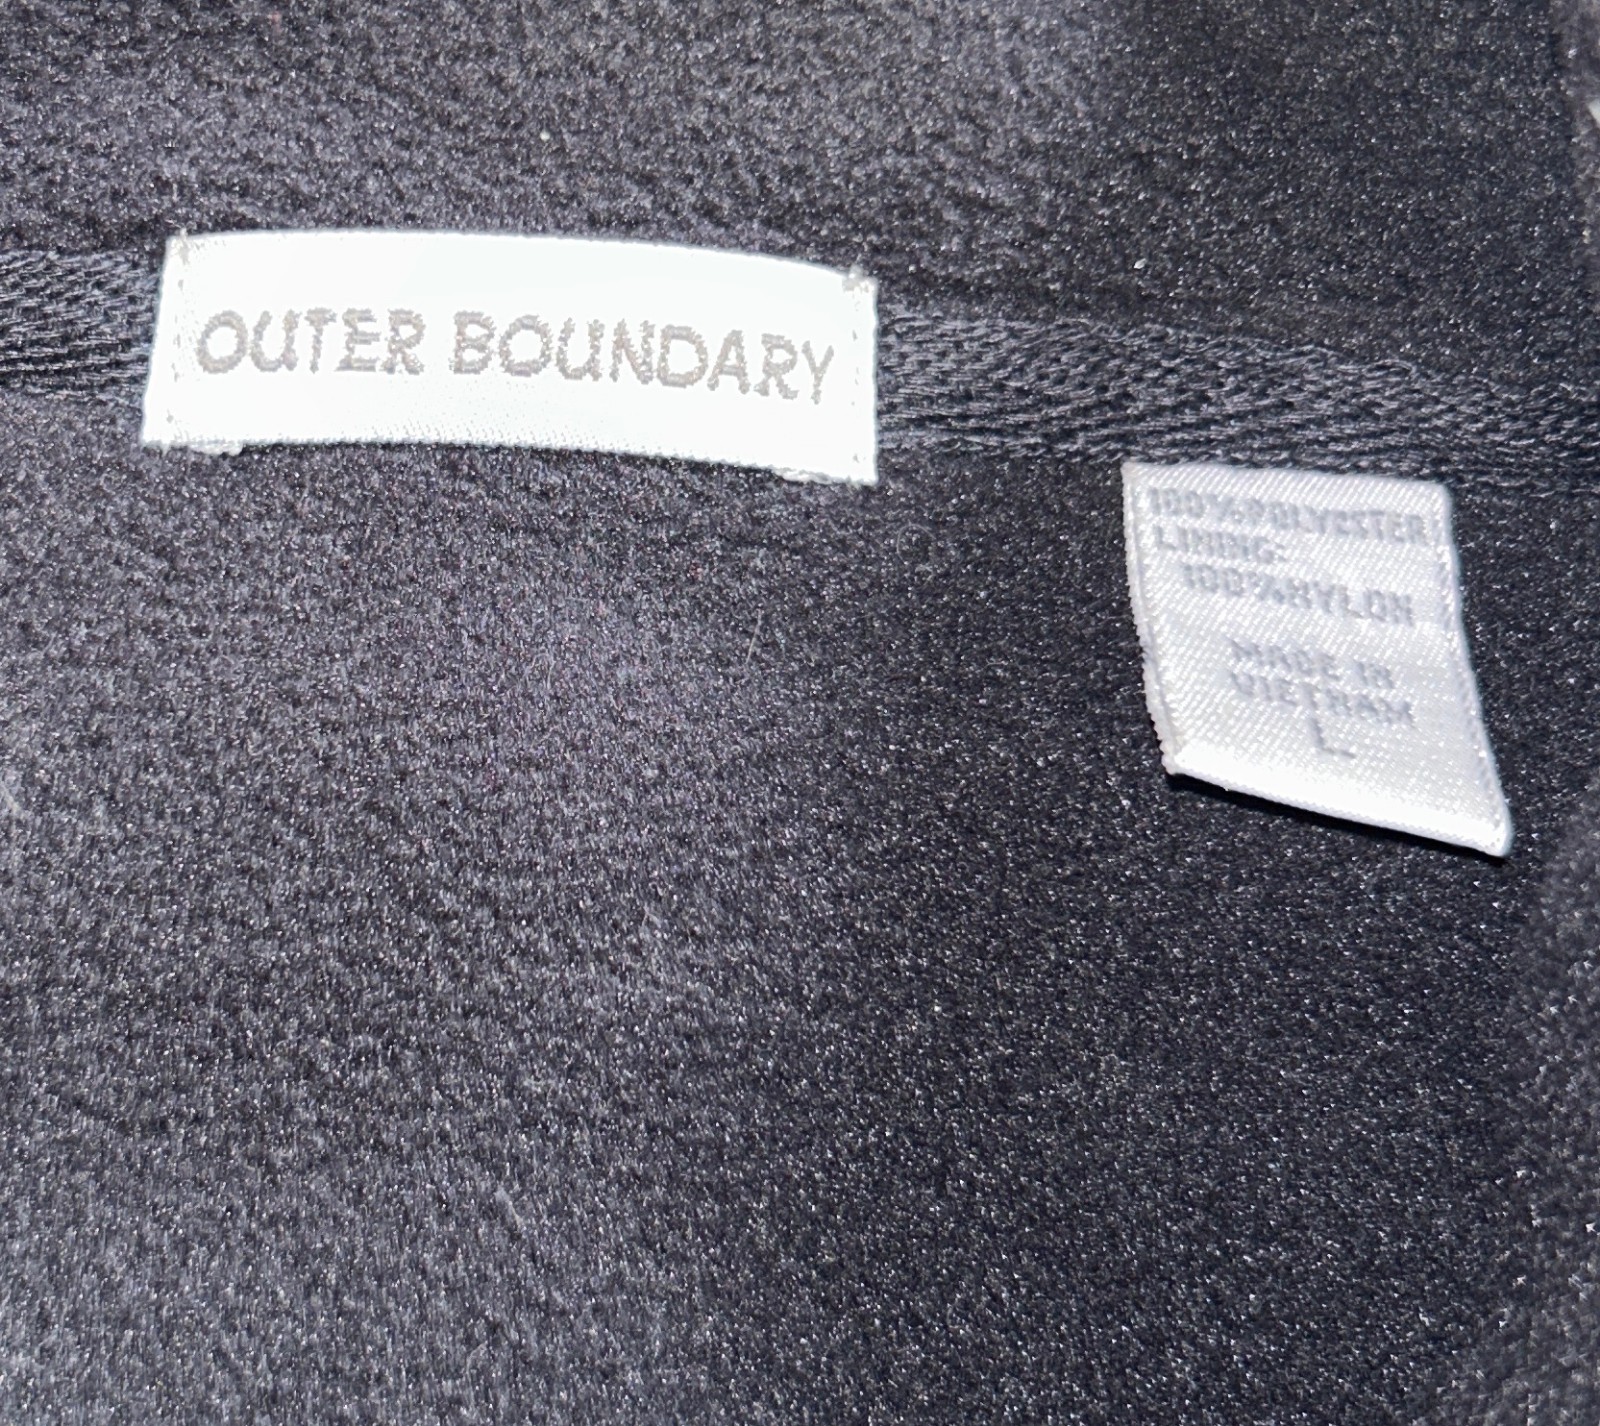 OUTER BOUNDARY
100%POLYESTER
LINING:
100%NYLON
MADE IN
VIETNAM
L